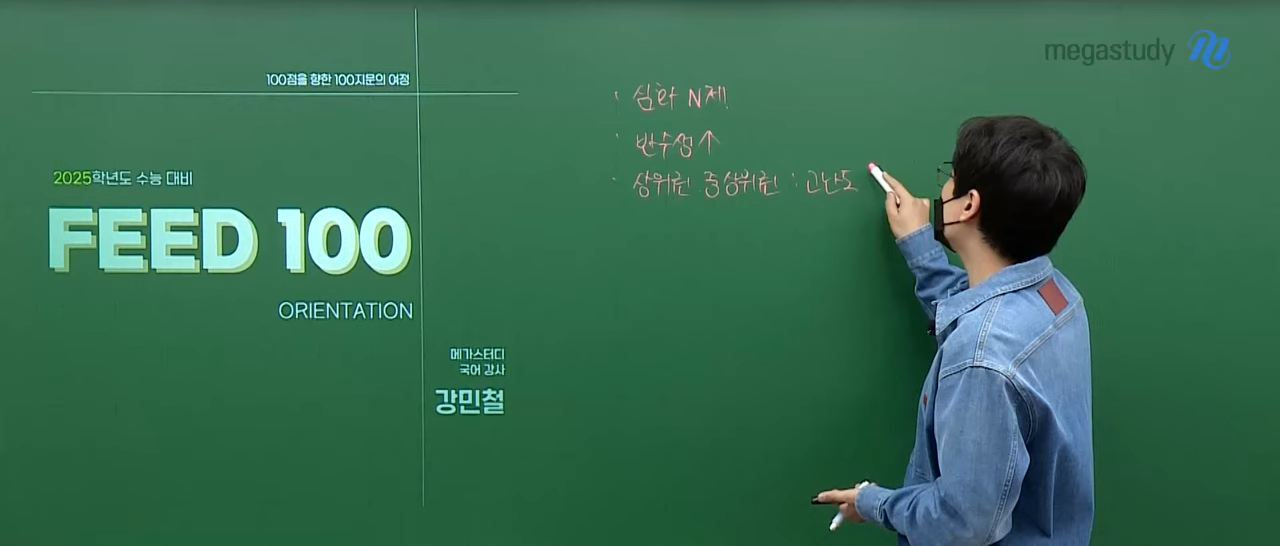 megastudy
100점을 향한 100지문의 여정
2025학년도 수능 대비
FEED 100
ORIENTATION
메가스터디
국어 강사
강민철
· 심화 N제!
· 반수생↑
· 상위권 중상위권 : 고난도